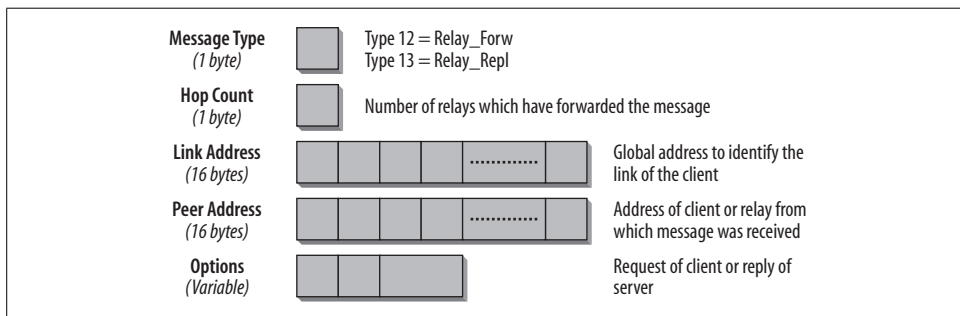 Message Type
(1 byte)
Type 12 = Relay_Forw
Type 13 = Relay_Repl
Hop Count
(1 byte)
Number of relays which have forwarded the message
Link Address
(16 bytes)
Global address to identify the
link of the client
Peer Address
(16 bytes)
Address of client or relay from
which message was received
Options
(Variable)
Request of client or reply of
server